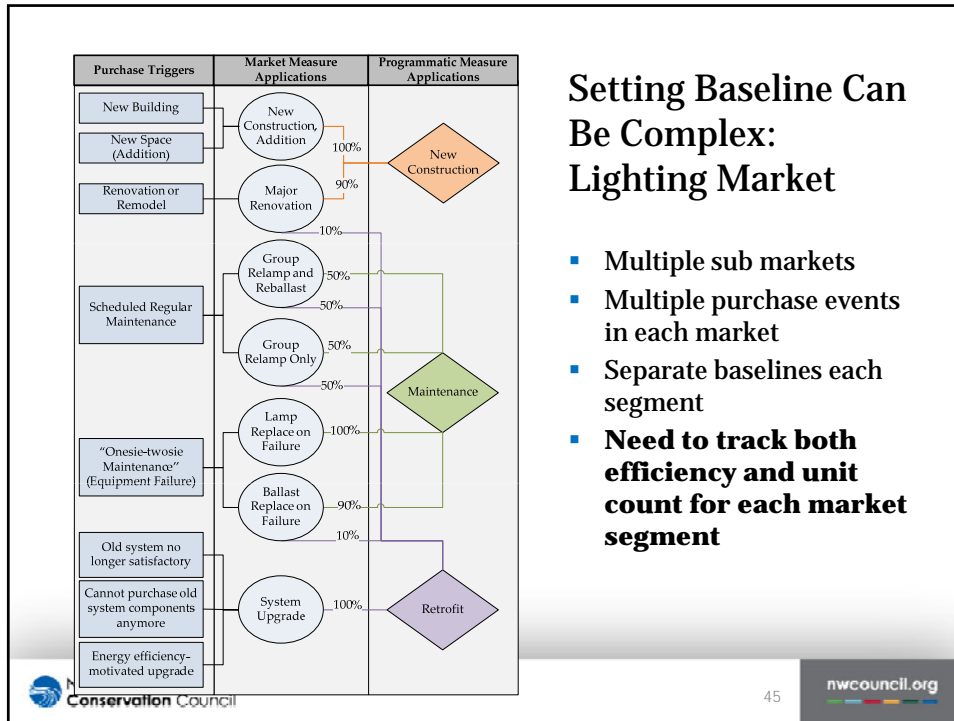 Purchase Triggers
Market Measure
Applications
Programmatic Measure
Applications
New Building
New Space
(Addition)
Renovation or
Remodel
Scheduled Regular
Maintenance
"Onesie-twosie
Maintenance"
(Equipment Failure)
Old system no
longer satisfactory
Cannot purchase old
system components
anymore
Energy efficiency-
motivated upgrade
New
Construction,
Addition
100%
Major
Renovation
90%
10%
Group
Relamp and
Reballast
50%
50%
Group
Relamp Only
50%
50%
Lamp
Replace on
Failure
100%
Ballast
Replace on
Failure
90%
10%
System
Upgrade
100%
New
Construction
Maintenance
Retrofit
Setting Baseline Can
Be Complex:
Lighting Market
Multiple sub markets
Multiple purchase events
in each market
Separate baselines each
segment
Need to track both
efficiency and unit
count for each market
segment
Conservation Council
45
nwcouncil.org